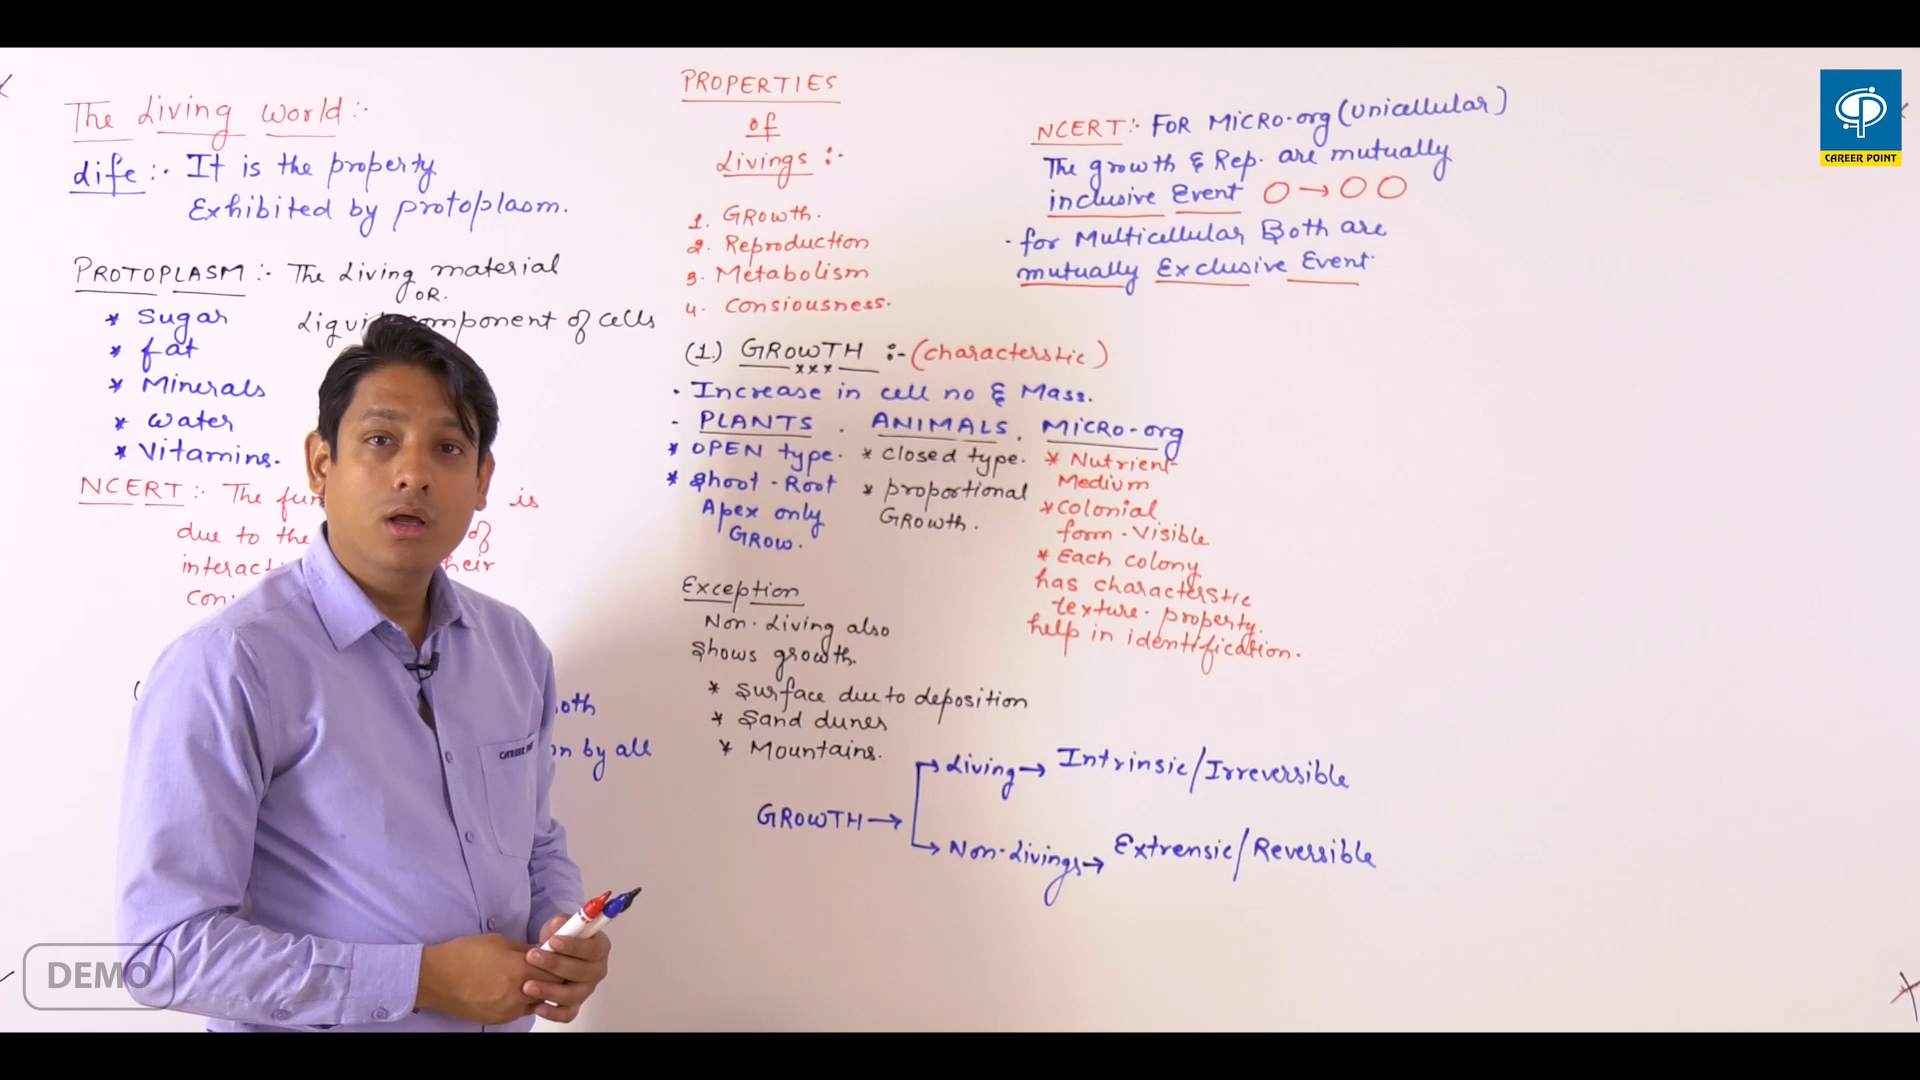 The Living World :-
Life :- It is the property
Exhibited by protoplasm.
PROTOPLASM :- The Living material
OR.
component of cells
* Sugar
* fat
* Minerals
* Water
* Vitamins.
NCERT :- The is
due to the of
con
oth
by all
PROPERTIES
of
Livings :-
1. GRowth.
2. Reproduction
3. Metabolism
4. Consiousness.
NCERT :- FOR MiCRO-org (Unicellular)
The growth & Rep. are mutually
inclusive Event
- for Multicellular Both are
mutually Exclusive Event.
(1.) GROWTH :- (characterstic)
xxx
. Increase in cell no & Mass.
- PLANTS . ANIMALS . MiCRO-org
* OPEN type.
* Shoot - Root
Apex only
GROW.
* closed type.
* proportional
GRowth.
* Nutrient
Medium
* Colonial
form - Visible
* Each colony
has characterstic
texture. property.
help in identification.
Exception
Non-Living also
Shows growth.
* Surface due to deposition
* Sand dunes
* Mountains.
GROWTH →
Living → Intrinsic/Irreversible
Non-Livings → Extrensic/Reversible
CAREER POINT
DEMO